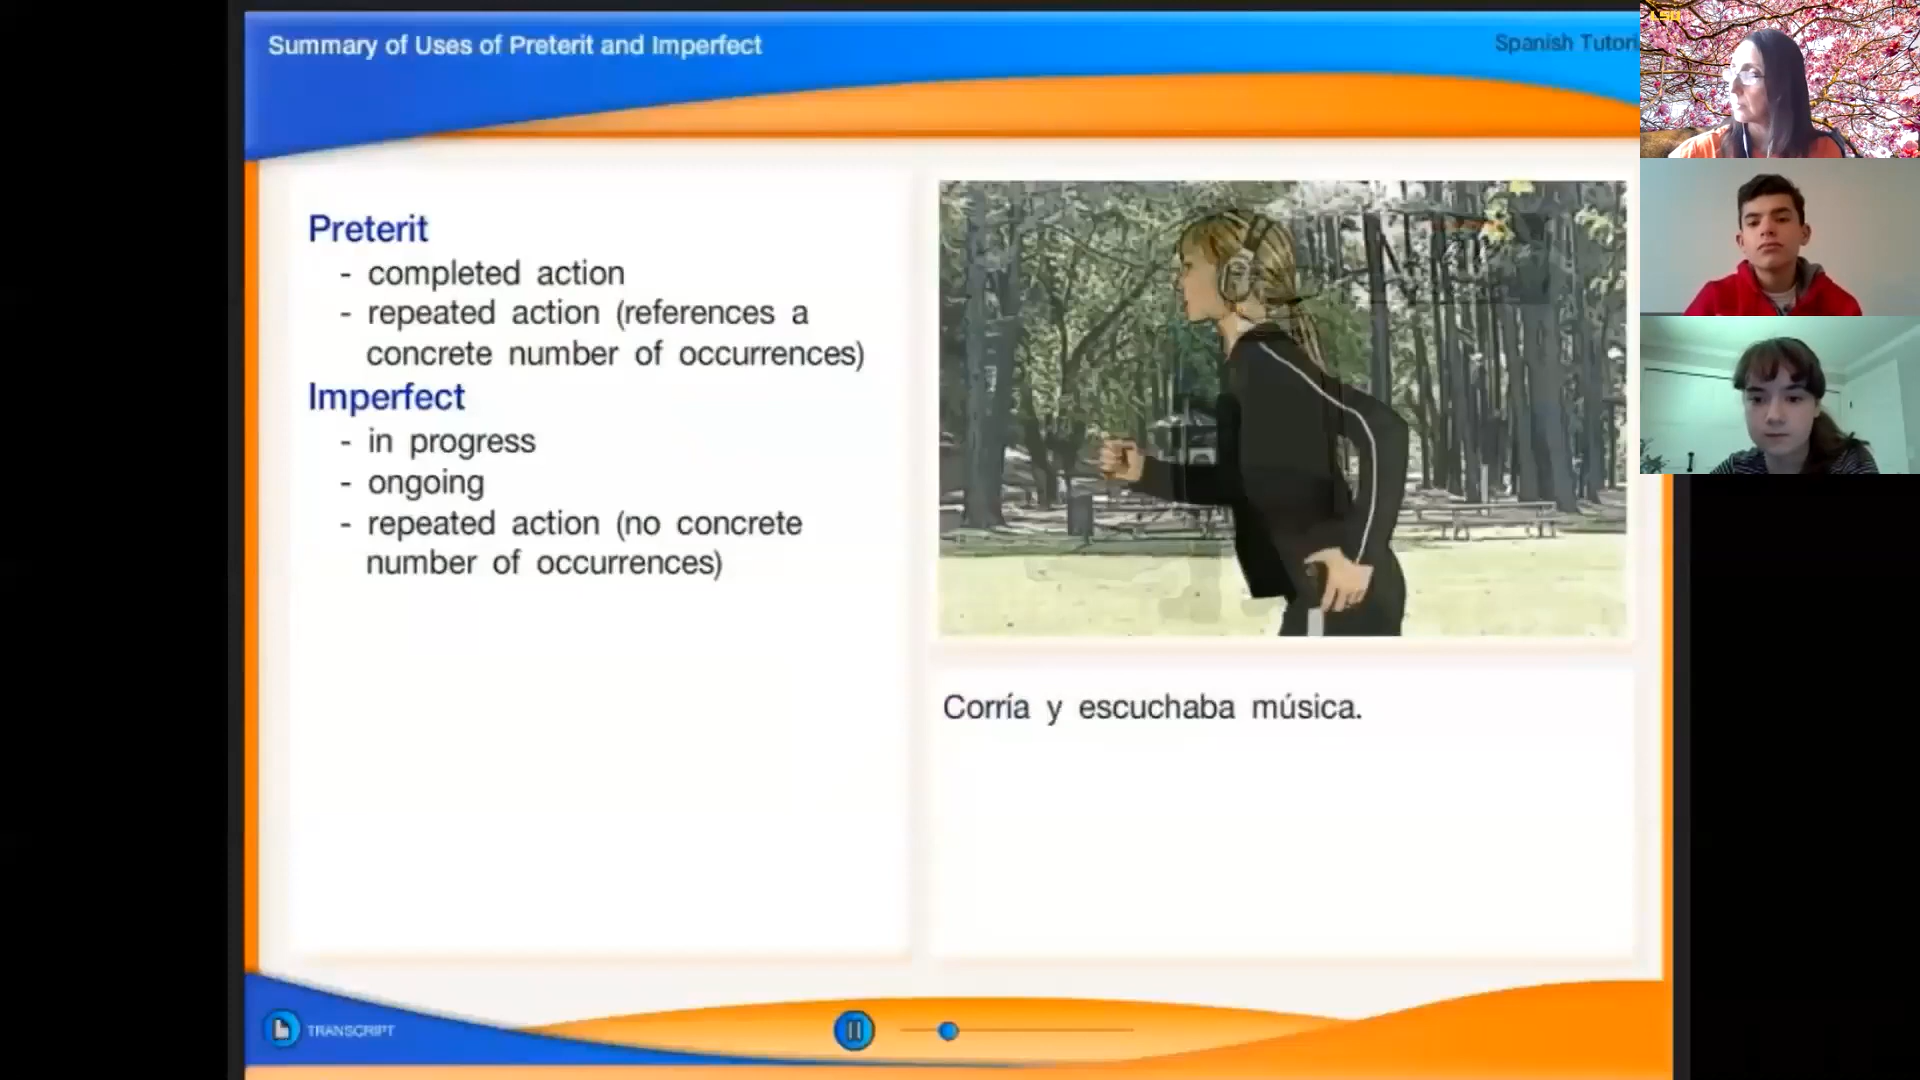 Summary of Uses of Preterit and Imperfect
Spanish Tutori
Preterit
- completed action
- repeated action (references a
concrete number of occurrences)
Imperfect
- in progress
- ongoing
- repeated action (no concrete
number of occurrences)
Corría y escuchaba música.
TRANSCRIPT